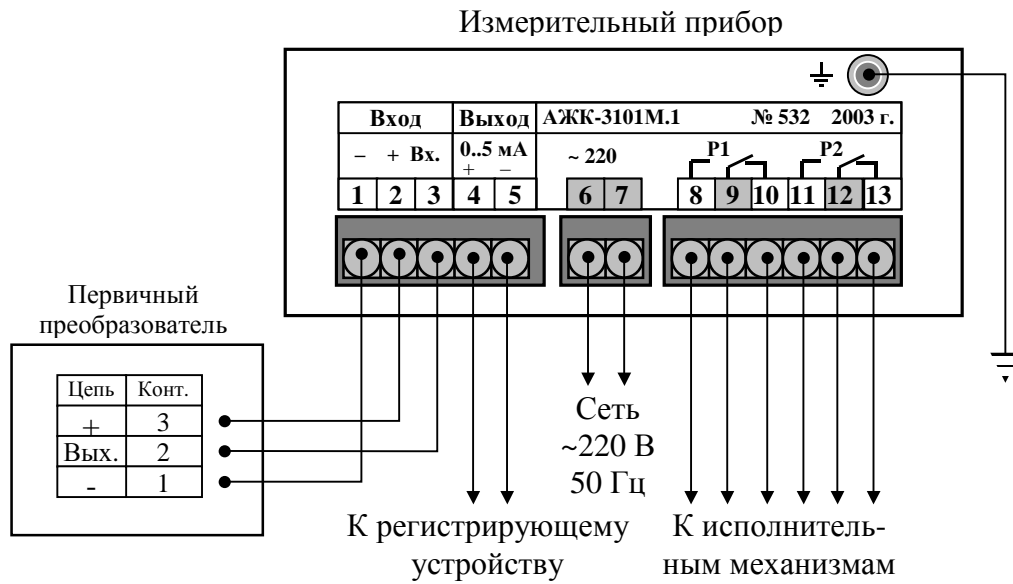 Измерительный прибор
Вход Выход АЖК-3101М.1 № 532 2003 г.
– + Вх. 0..5 мА ~ 220 Р1 Р2
+ –
1 2 3 4 5 6 7 8 9 10 11 12 13
Первичный
преобразователь
Цепь Конт.
+ 3
Вых. 2
- 1
Сеть
~220 В
50 Гц
К регистрирующему
устройству
К исполнитель-
ным механизмам